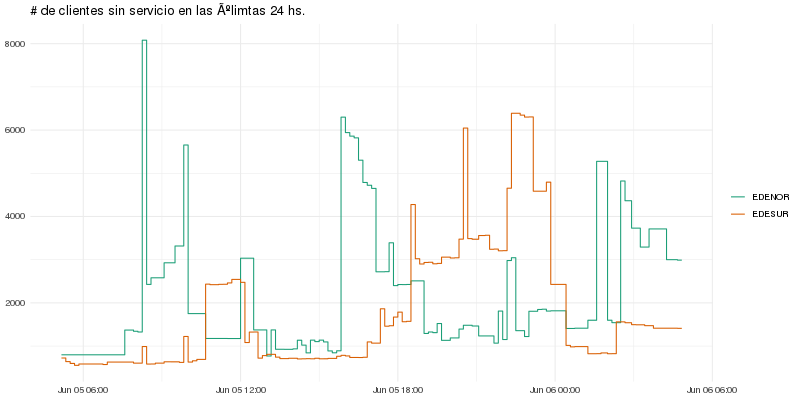 # de clientes sin servicio en las Ãºlimtas 24 hs.
8000
6000
4000
2000
Jun 05 06:00
Jun 05 12:00
Jun 05 18:00
Jun 06 00:00
Jun 06 06:00
EDENOR
EDESUR